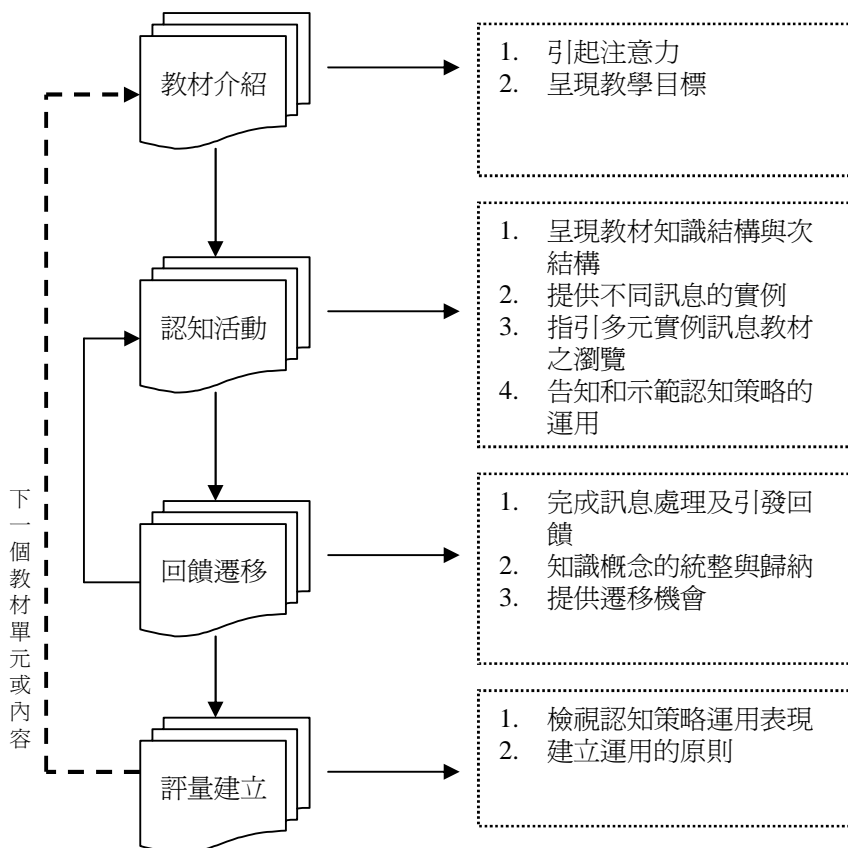 教材介紹
1. 引起注意力
2. 呈現教學目標
認知活動
1. 呈現教材知識結構與次
結構
2. 提供不同訊息的實例
3. 指引多元實例訊息教材
之瀏覽
4. 告知和示範認知策略的
運用
下一個教材單元或內容
回饋遷移
1. 完成訊息處理及引發回
饋
2. 知識概念的統整與歸納
3. 提供遷移機會
評量建立
1. 檢視認知策略運用表現
2. 建立運用的原則